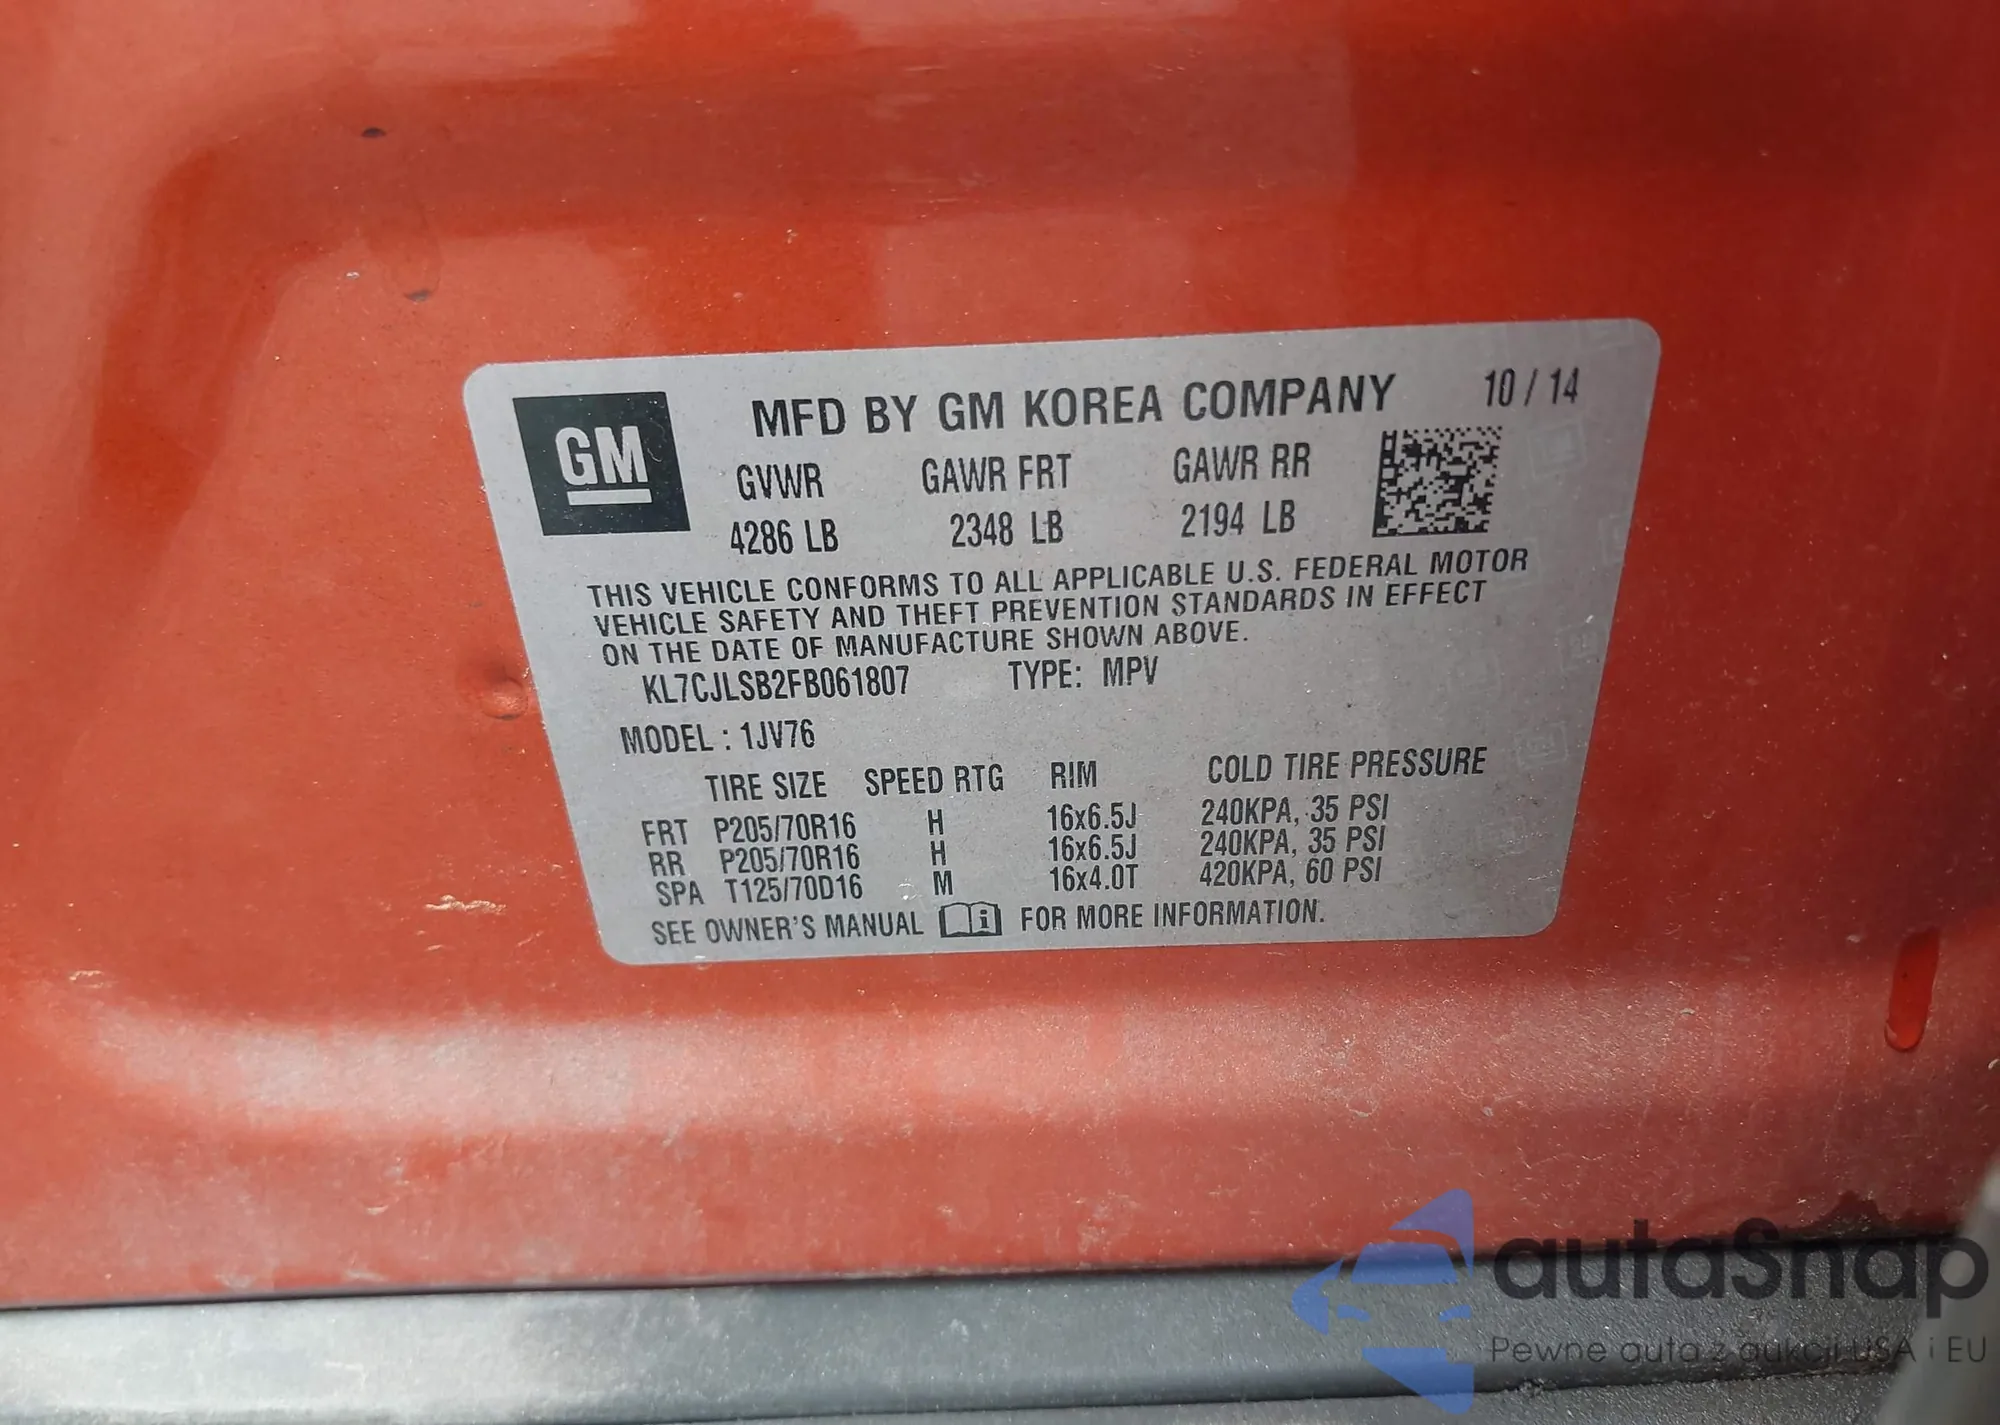 GM
MFD BY GM KOREA COMPANY 10 / 14
GVWR GAWR FRT GAWR RR
4286 LB 2348 LB 2194 LB
THIS VEHICLE CONFORMS TO ALL APPLICABLE U.S. FEDERAL MOTOR
VEHICLE SAFETY AND THEFT PREVENTION STANDARDS IN EFFECT
ON THE DATE OF MANUFACTURE SHOWN ABOVE.
KL7CJLSB2FB061807 TYPE: MPV
MODEL : 1JV76
TIRE SIZE SPEED RTG RIM COLD TIRE PRESSURE
FRT P205/70R16 H 16x6.5J 240KPA, 35 PSI
RR P205/70R16 H 16x6.5J 240KPA, 35 PSI
SPA T125/70D16 M 16x4.0T 420KPA, 60 PSI
SEE OWNER'S MANUAL i FOR MORE INFORMATION.
autaSnap
Pewne auta z aukcji USA i EU